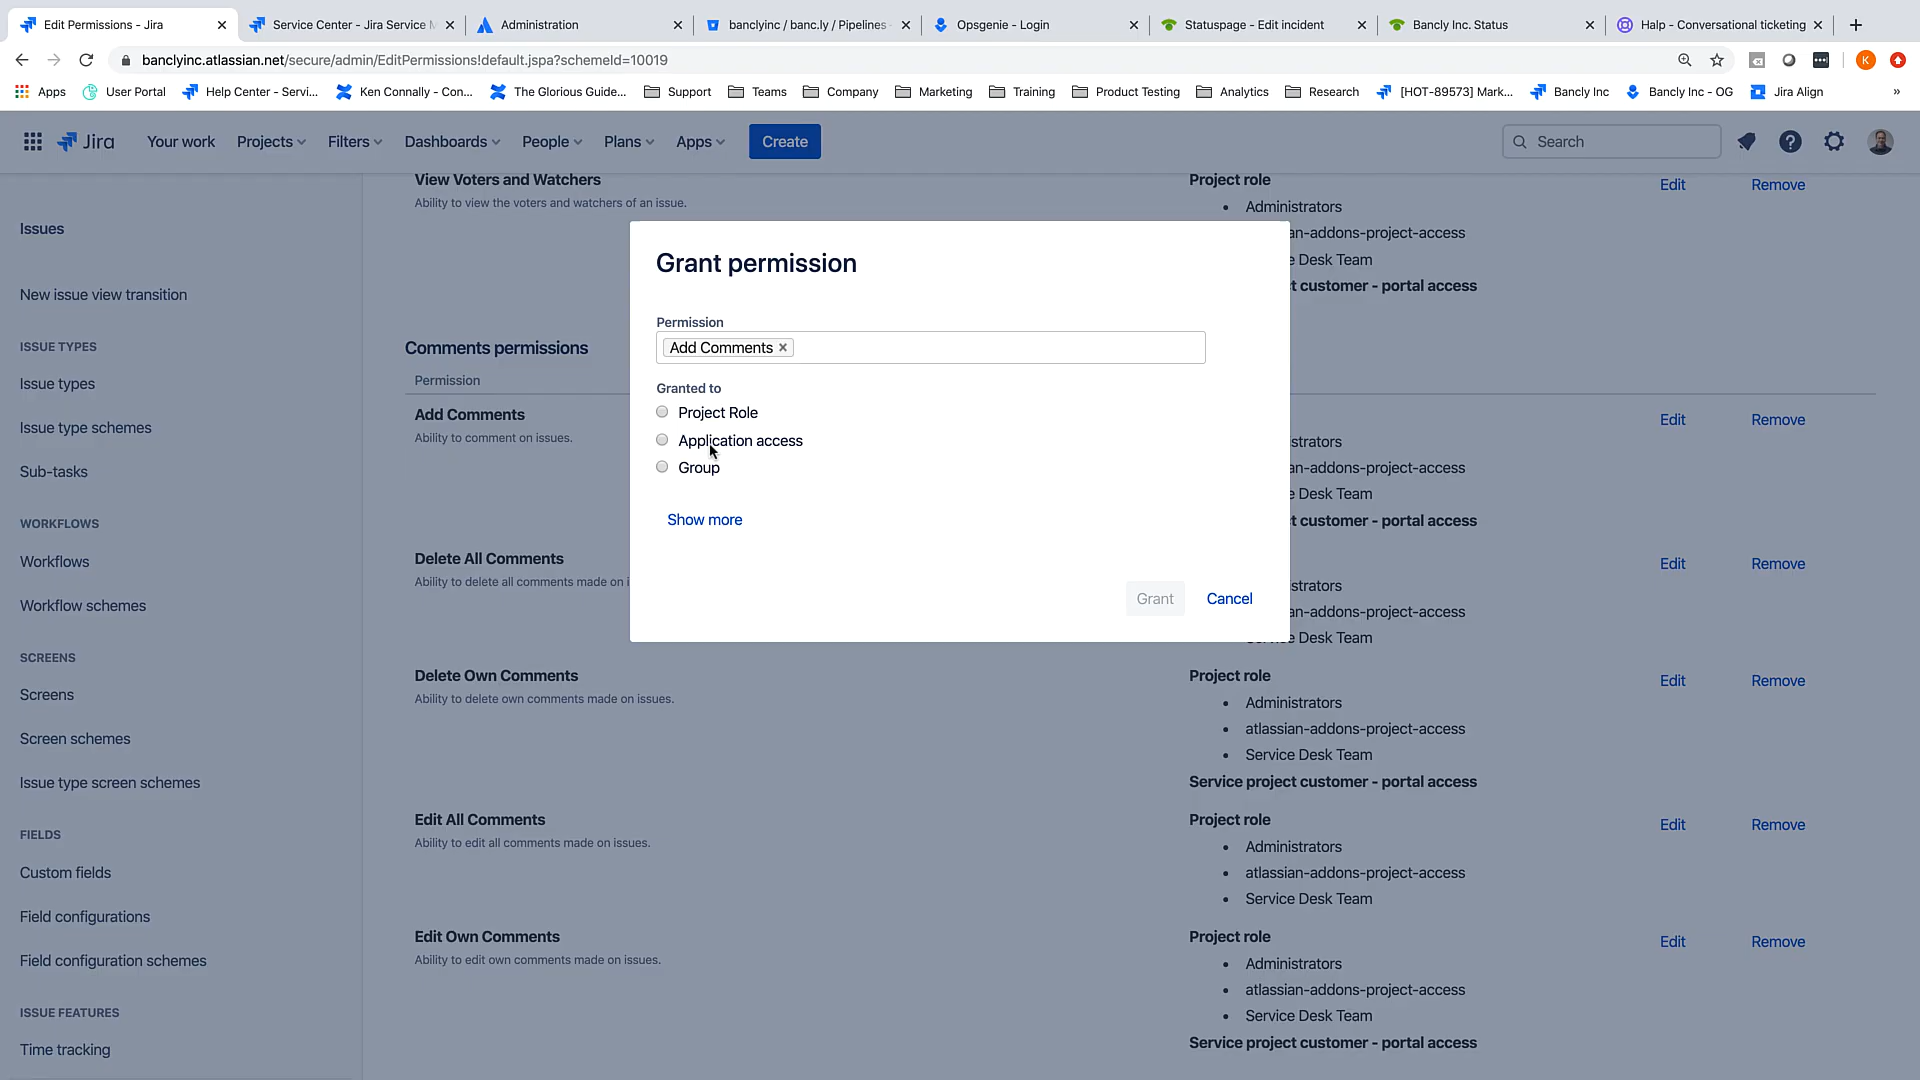 Edit Permissions - Jira
Service Center - Jira Service M
Administration
banclyinc / banc.ly / Pipelines -
Opsgenie - Login
Statuspage - Edit incident
Bancly Inc. Status
Halp - Conversational ticketing
banclyinc.atlassian.net/secure/admin/EditPermissions!default.jspa?schemeId=10019
K
Apps
User Portal
Help Center - Servi...
Ken Connally - Con...
The Glorious Guide...
Support
Teams
Company
Marketing
Training
Product Testing
Analytics
Research
[HOT-89573] Mark...
Bancly Inc
Bancly Inc - OG
Jira Align
»
Jira
Your work
Projects
Filters
Dashboards
People
Plans
Apps
Create
Search
Issues
New issue view transition
ISSUE TYPES
Issue types
Issue type schemes
Sub-tasks
WORKFLOWS
Workflows
Workflow schemes
SCREENS
Screens
Screen schemes
Issue type screen schemes
FIELDS
Custom fields
Field configurations
Field configuration schemes
ISSUE FEATURES
Time tracking
View Voters and Watchers
Ability to view the voters and watchers of an issue.
Project role
Administrators
an-addons-project-access
e Desk Team
t customer - portal access
Edit
Remove
Comments permissions
Permission
Add Comments
Ability to comment on issues.
strators
an-addons-project-access
e Desk Team
t customer - portal access
Edit
Remove
Delete All Comments
Ability to delete all comments made on i
strators
an-addons-project-access
Desk Team
Edit
Remove
Delete Own Comments
Ability to delete own comments made on issues.
Project role
Administrators
atlassian-addons-project-access
Service Desk Team
Service project customer - portal access
Edit
Remove
Edit All Comments
Ability to edit all comments made on issues.
Project role
Administrators
atlassian-addons-project-access
Service Desk Team
Edit
Remove
Edit Own Comments
Ability to edit own comments made on issues.
Project role
Administrators
atlassian-addons-project-access
Service Desk Team
Service project customer - portal access
Edit
Remove
Grant permission
Permission
Add Comments ×
Granted to
Project Role
Application access
Group
Show more
Grant
Cancel